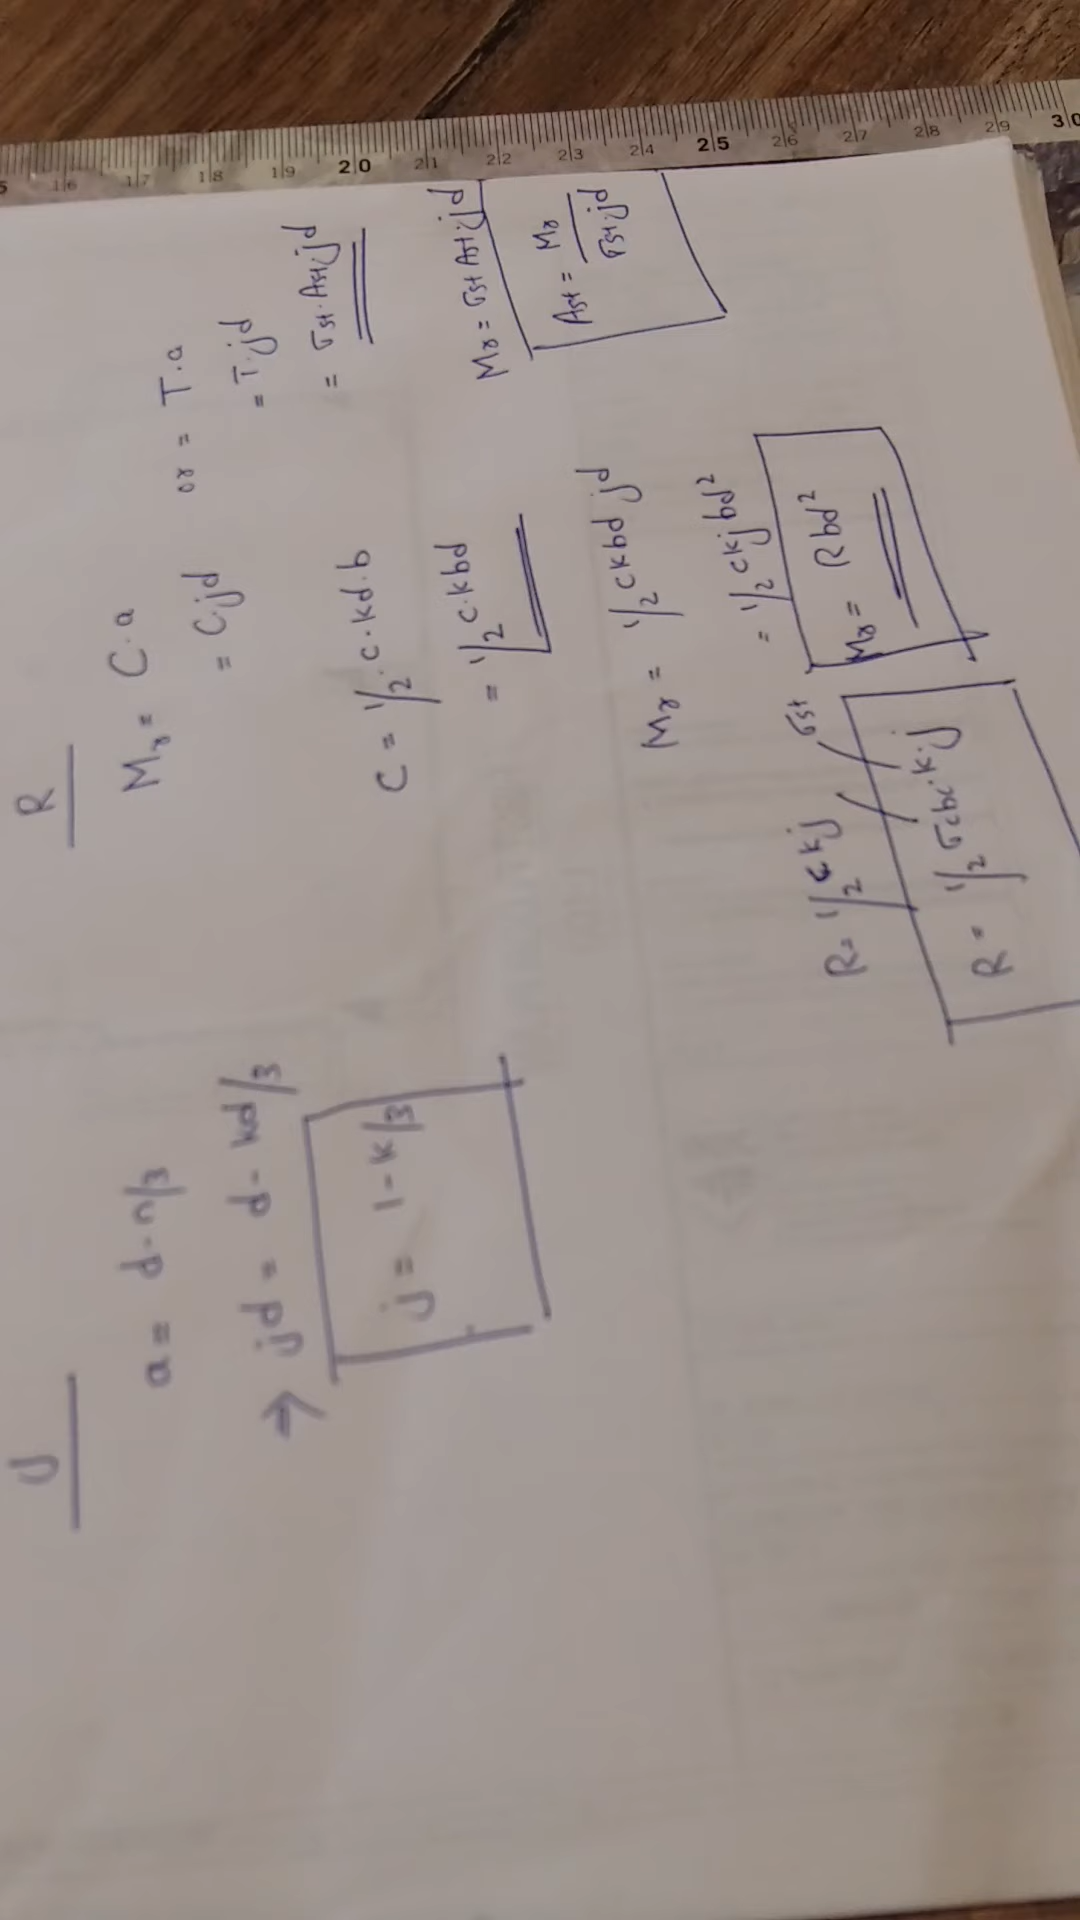 J
a = d - n/3
→ jd = d - kd/3
j = 1 - k/3
R
Mr = C.a or = T.a
= C.jd = T.jd
= σst.Ast.jd
C = 1/2.c.kd.b
= 1/2 c.kbd
Mr = σst Ast jd
Ast = Mr / σst jd
Mr = 1/2 ckbd jd
= 1/2 ckj bd²
Mr = Rbd²
R = 1/2 ckj σst
R = 1/2 σcbc.k.j
16 17 18 19 20 21 22 23 24 25 26 27 28 29 30